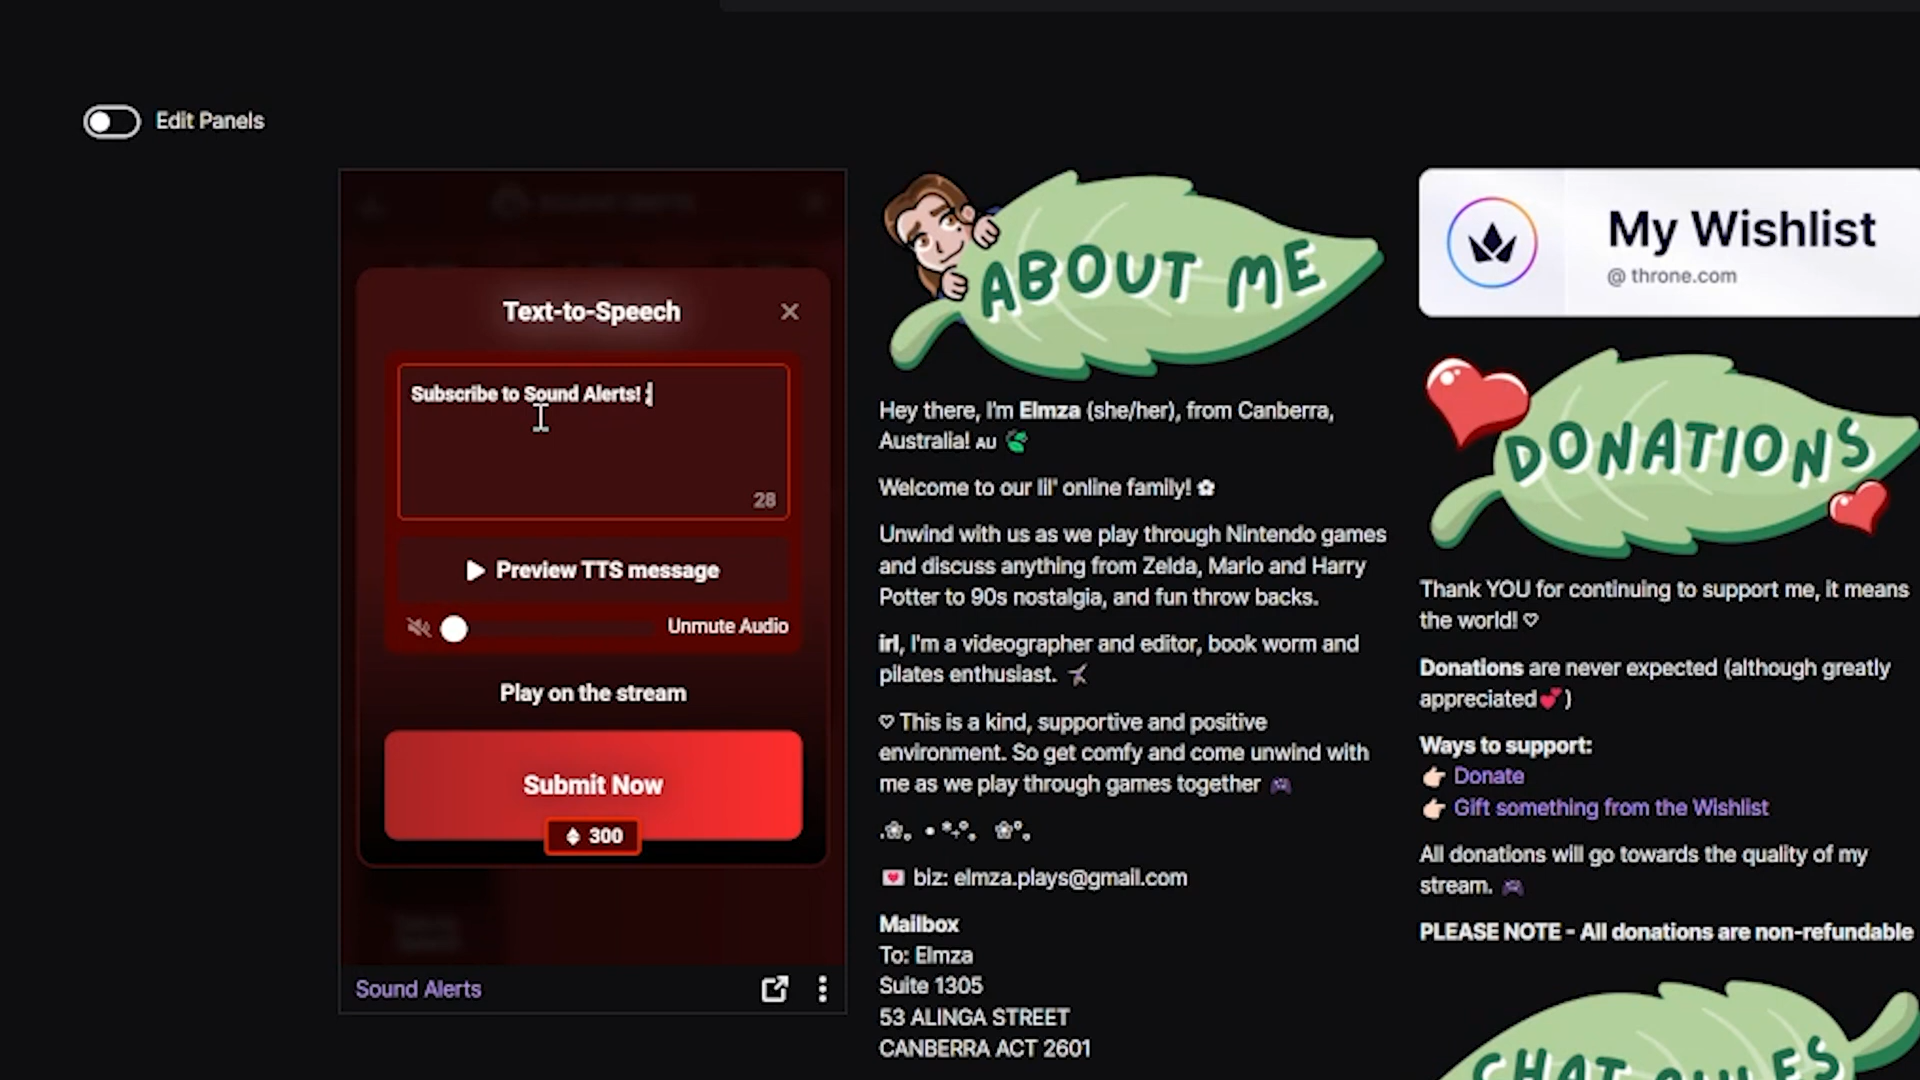 Edit Panels
Text-to-Speech
Subscribe to Sound Alerts! :
28
Preview TTS message
Unmute Audio
Play on the stream
Submit Now
300
Sound Alerts
ABOUT ME
Hey there, I'm Elmza (she/her), from Canberra,
Australia! AU 🌿
Welcome to our lil' online family! ✿
Unwind with us as we play through Nintendo games
and discuss anything from Zelda, Mario and Harry
Potter to 90s nostalgia, and fun throw backs.
irl, I'm a videographer and editor, book worm and
pilates enthusiast.
♡ This is a kind, supportive and positive
environment. So get comfy and come unwind with
me as we play through games together 🎮
💌 biz: elmza.plays@gmail.com
Mailbox
To: Elmza
Suite 1305
53 ALINGA STREET
CANBERRA ACT 2601
My Wishlist
@ throne.com
DONATIONS
Thank YOU for continuing to support me, it means
the world! ♡
Donations are never expected (although greatly
appreciated💕)
Ways to support:
👉🏻 Donate
👉🏻 Gift something from the Wishlist
All donations will go towards the quality of my
stream. 🎮
PLEASE NOTE - All donations are non-refundable
CHAT RULES